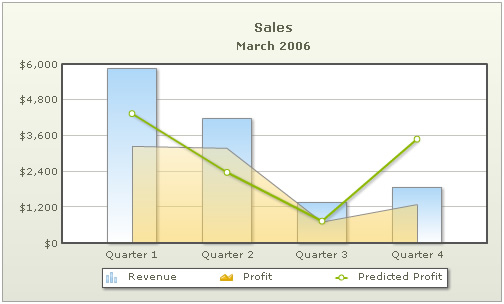 Sales
March 2006
$6,000
$4,800
$3,600
$2,400
$1,200
$0
Quarter 1 Quarter 2 Quarter 3 Quarter 4
Revenue Profit Predicted Profit